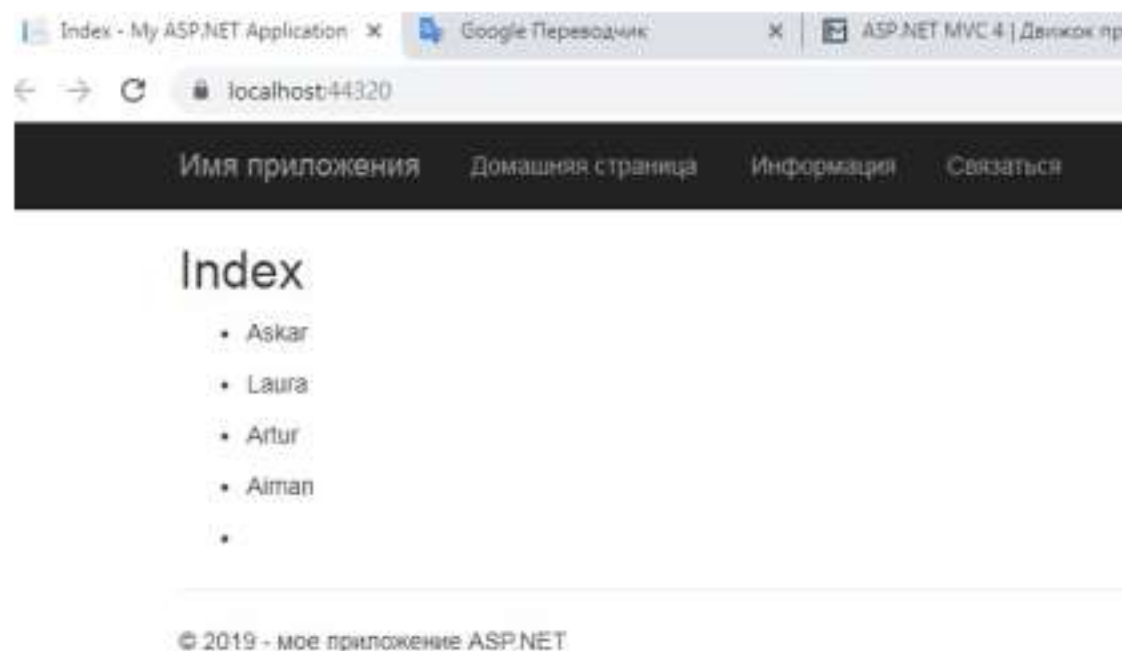 Index - My ASP.NET Application
Google Переводчик
ASP.NET MVC 4 | Движок пр
localhost:44320
Имя приложения Домашняя страница Информация Связаться
Index
• Askar
• Laura
• Artur
• Aiman
•
© 2019 - мое приложение ASP.NET